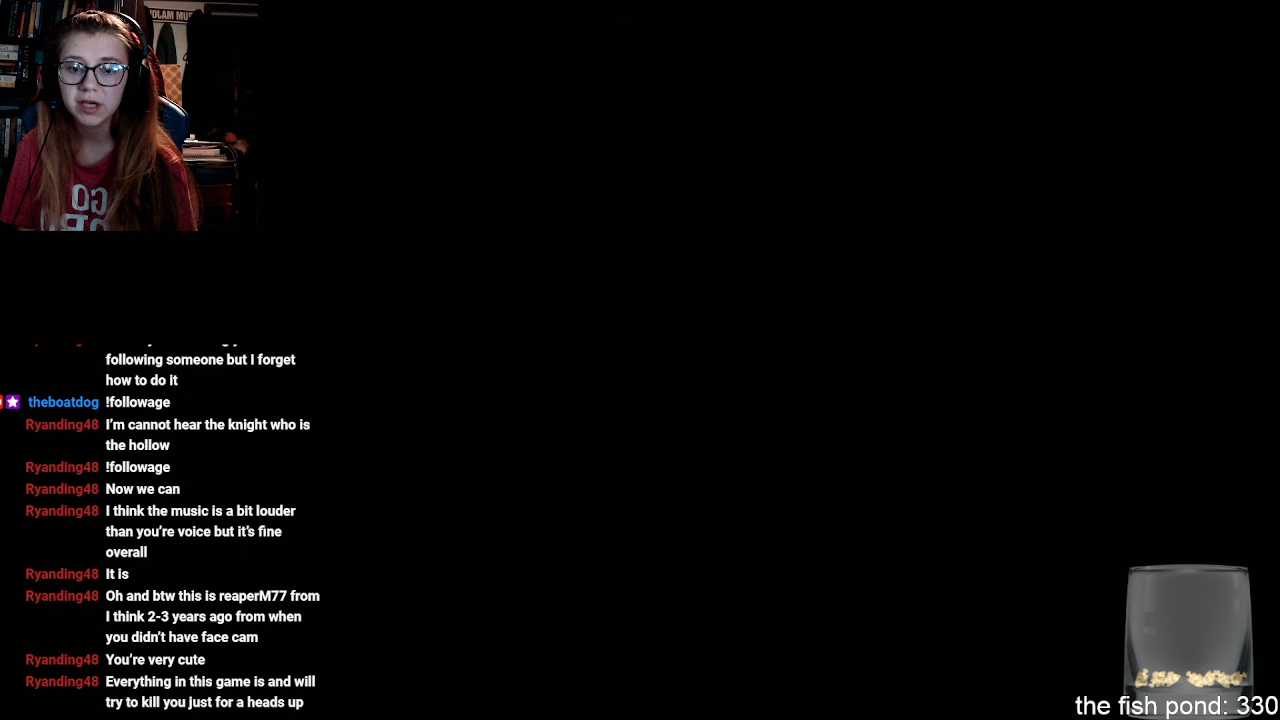 following someone but I forget
how to do it
theboatdog !followage
Ryanding48 I'm cannot hear the knight who is
the hollow
Ryanding48 !followage
Ryanding48 Now we can
Ryanding48 I think the music is a bit louder
than you're voice but it's fine
overall
Ryanding48 It is
Ryanding48 Oh and btw this is reaperM77 from
I think 2-3 years ago from when
you didn't have face cam
Ryanding48 You're very cute
Ryanding48 Everything in this game is and will
try to kill you just for a heads up
the fish pond: 330